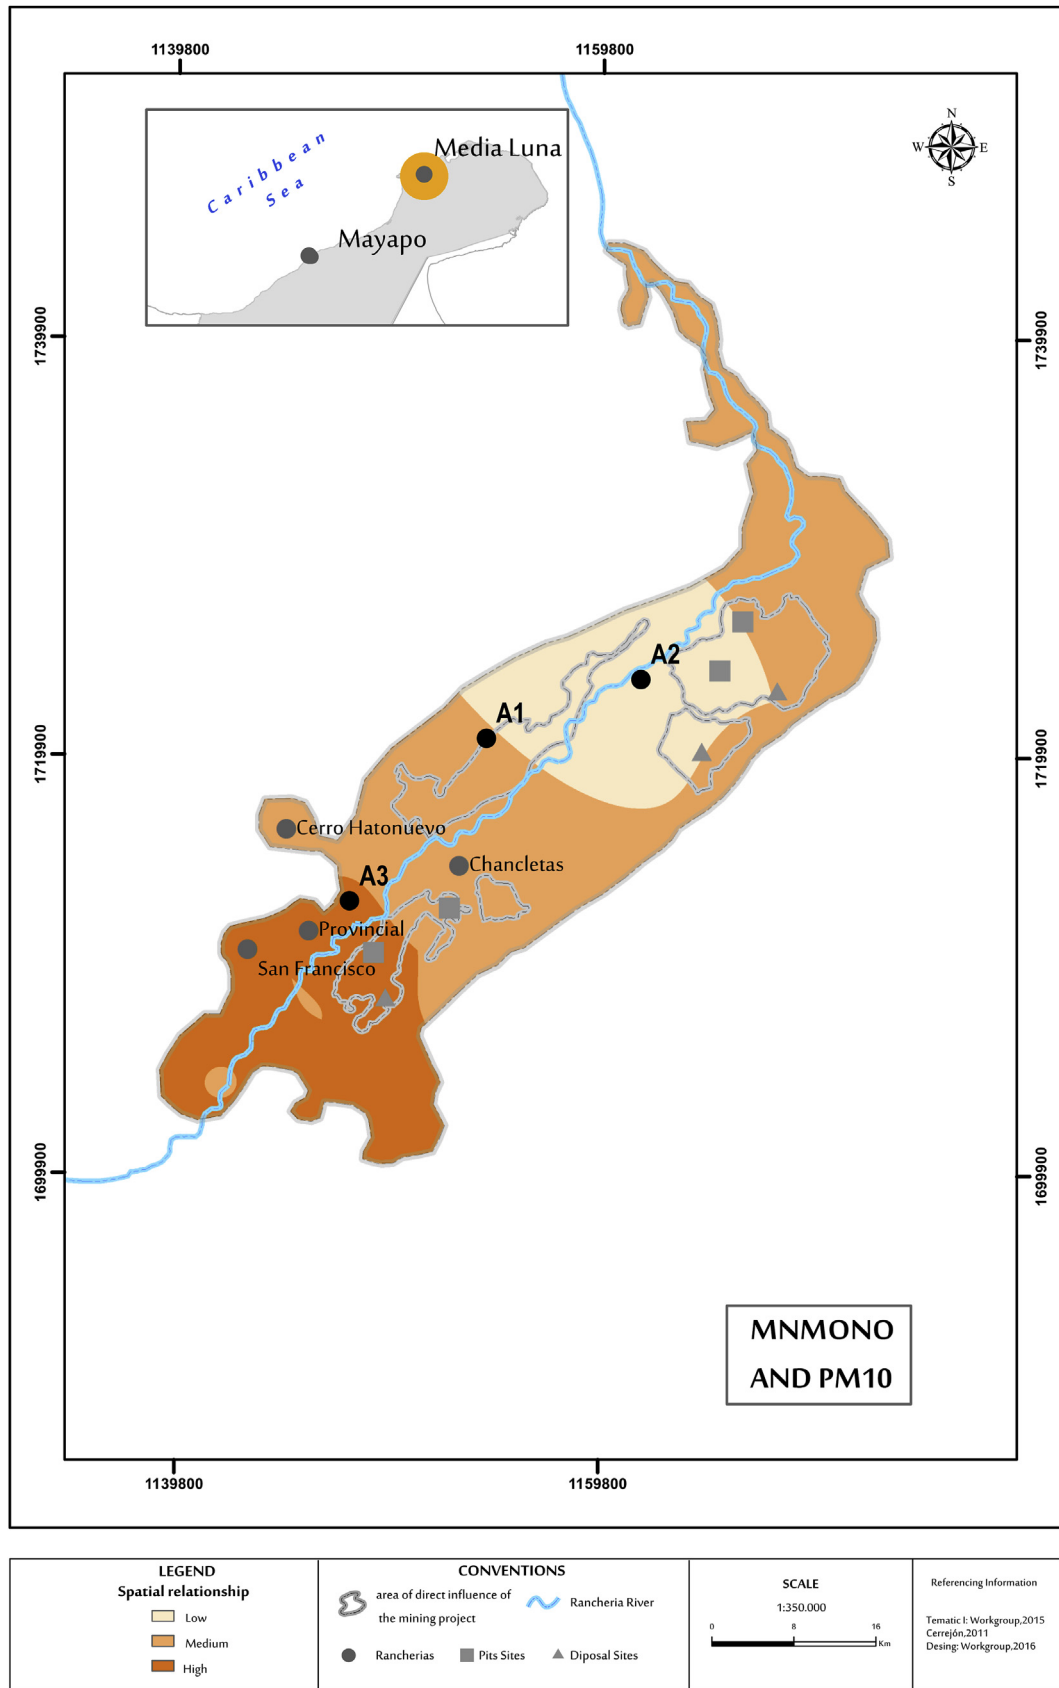 1139800
1159800
N
W
E
S
Caribbean
Sea
Media Luna
Mayapo
1739900
1739900
A2
A1
1719900
1719900
Cerro Hatonuevo
Chancletas
A3
Provincial
San Francisco
1699900
1699900
MNMONO
AND PM10
1139800
1159800
LEGEND
Spatial relationship
Low
Medium
High
CONVENTIONS
area of direct influence of
the mining project
Rancheria River
Rancherias
Pits Sites
Diposal Sites
SCALE
1:350.000
0 8 16
Km
Referencing Information
Tematic I: Workgroup,2015
Cerrejón,2011
Desing: Workgroup,2016